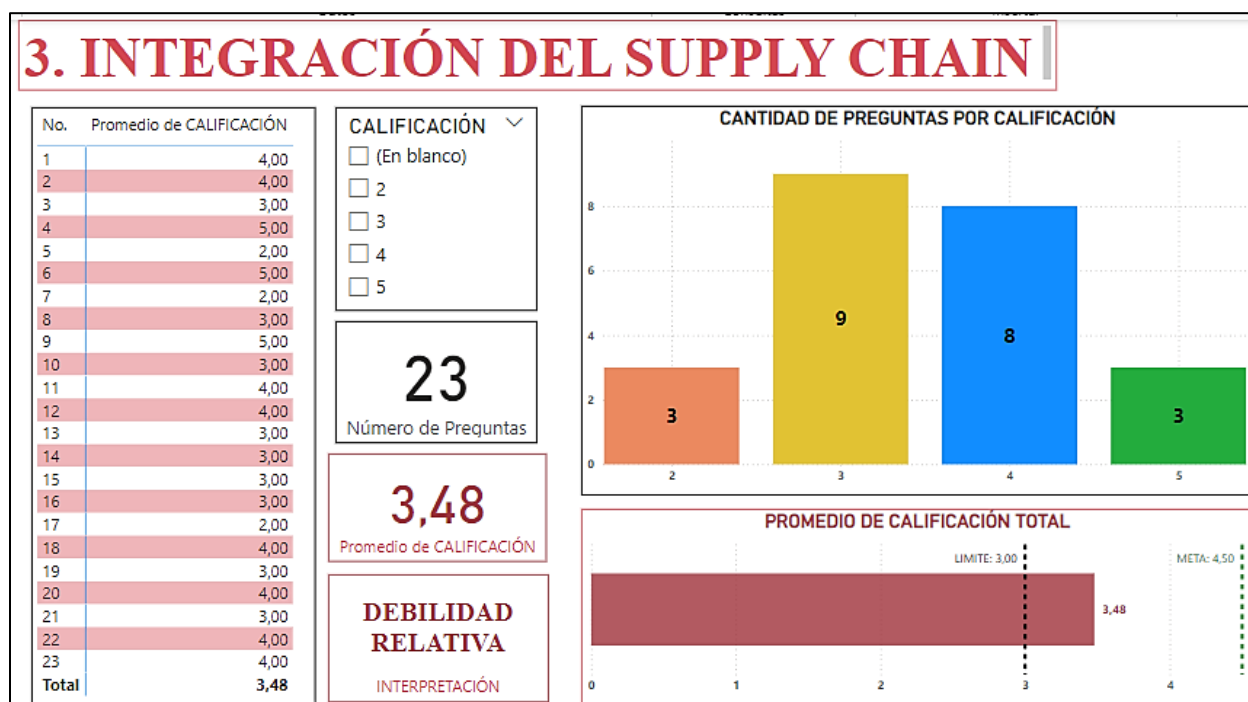 3. INTEGRACIÓN DEL SUPPLY CHAIN
No. Promedio de CALIFICACIÓN
1 4,00
2 4,00
3 3,00
4 5,00
5 2,00
6 5,00
7 2,00
8 3,00
9 5,00
10 3,00
11 4,00
12 4,00
13 3,00
14 3,00
15 3,00
16 3,00
17 2,00
18 4,00
19 3,00
20 4,00
21 3,00
22 4,00
23 4,00
Total 3,48
CALIFICACIÓN
(En blanco)
2
3
4
5
23
Número de Preguntas
3,48
Promedio de CALIFICACIÓN
DEBILIDAD
RELATIVA
INTERPRETACIÓN
CANTIDAD DE PREGUNTAS POR CALIFICACIÓN
8
6
4
2
0
3
9
8
3
2 3 4 5
PROMEDIO DE CALIFICACIÓN TOTAL
LIMITE: 3,00
META: 4,50
3,48
0 1 2 3 4